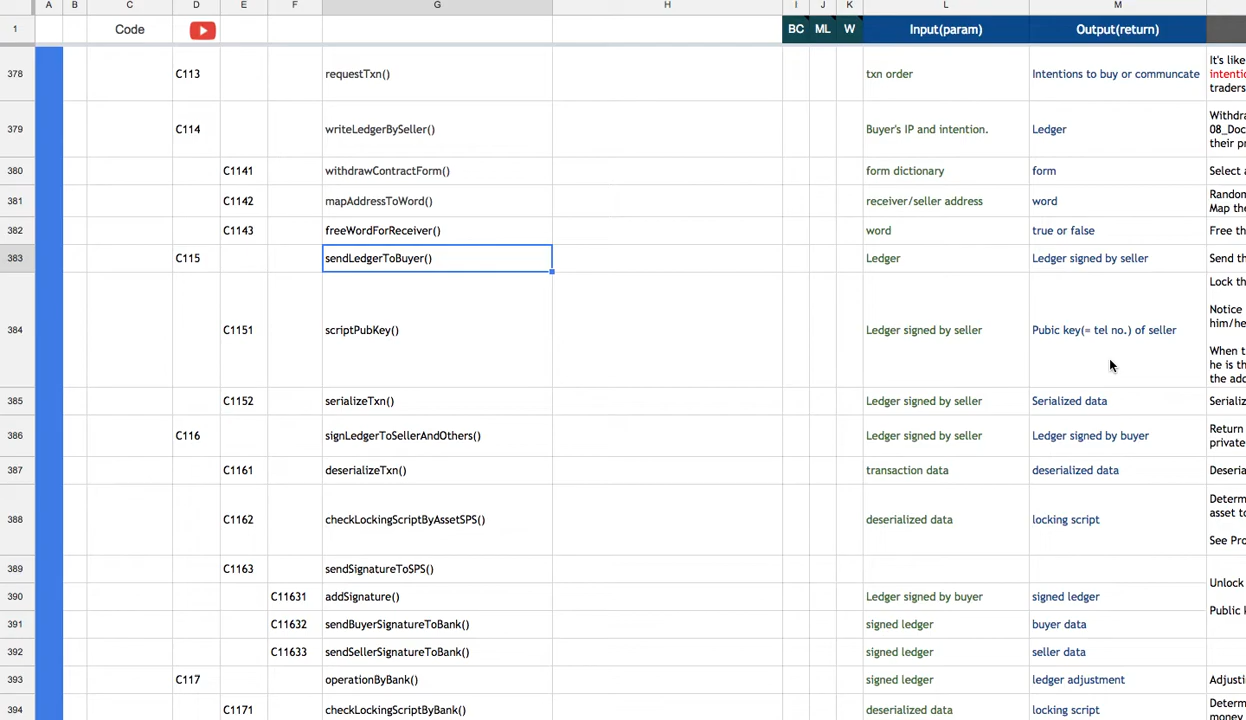 A B C D E F G H I J K L M
1 Code BC ML W Input(param) Output(return)
378 C113 requestTxn() txn order Intentions to buy or communcate
It's like
intentic
traders
379 C114 writeLedgerBySeller() Buyer's IP and intention. Ledger
Withdra
08_Doc
their pr
380 C1141 withdrawContractForm() form dictionary form Select a
381 C1142 mapAddressToWord() receiver/seller address word
Random
Map the
382 C1143 freeWordForReceiver() word true or false Free th
383 C115 sendLedgerToBuyer() Ledger Ledger signed by seller Send th
384 C1151 scriptPubKey() Ledger signed by seller Pubic key(= tel no.) of seller
Lock th
Notice
him/he
When t
he is th
the add
385 C1152 serializeTxn() Ledger signed by seller Serialized data Serializ
386 C116 signLedgerToSellerAndOthers() Ledger signed by seller Ledger signed by buyer
Return
private
387 C1161 deserializeTxn() transaction data deserialized data Deseria
388 C1162 checkLockingScriptByAssetSPS() deserialized data locking script
Determ
asset to
See Pro
389 C1163 sendSignatureToSPS()
Unlock
390 C11631 addSignature() Ledger signed by buyer signed ledger
Public k
391 C11632 sendBuyerSignatureToBank() signed ledger buyer data
392 C11633 sendSellerSignatureToBank() signed ledger seller data
393 C117 operationByBank() signed ledger ledger adjustment Adjusti
394 C1171 checkLockingScriptByBank() deserialized data locking script
Determ
money